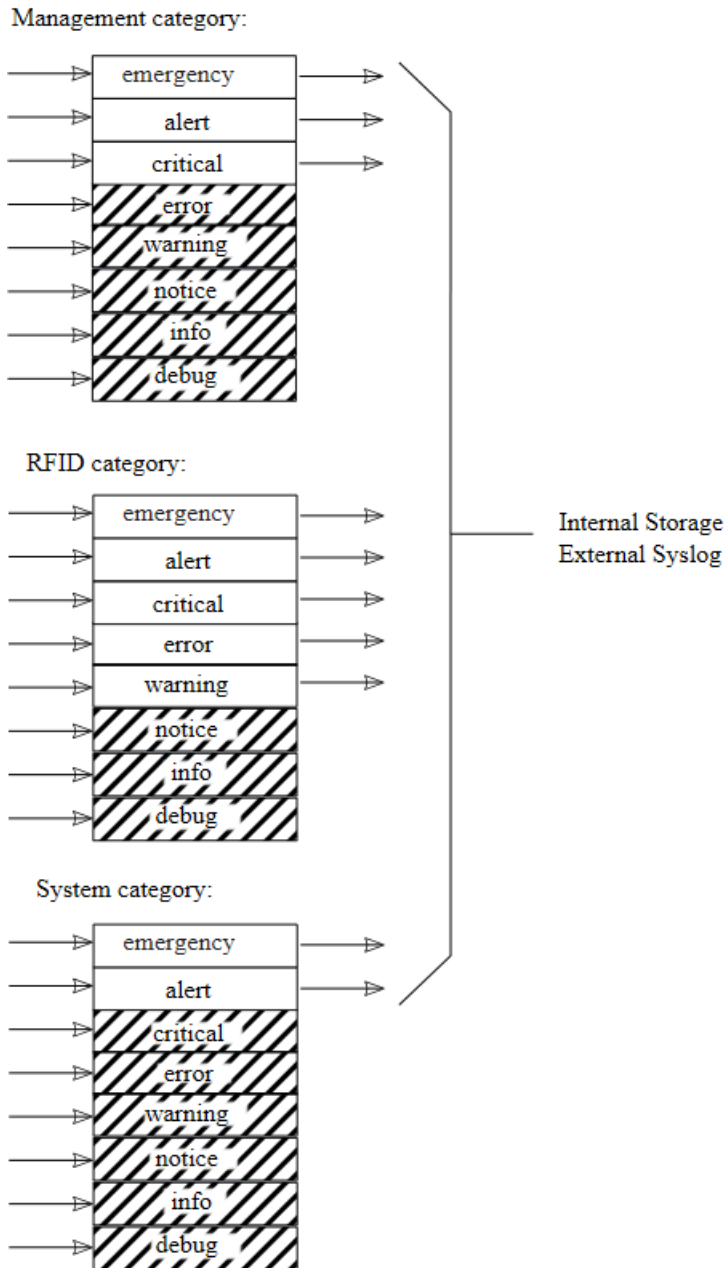 Management category:
emergency
alert
critical
error
warning
notice
info
debug
RFID category:
emergency
alert
critical
error
warning
notice
info
debug
Internal Storage
External Syslog
System category:
emergency
alert
critical
error
warning
notice
info
debug